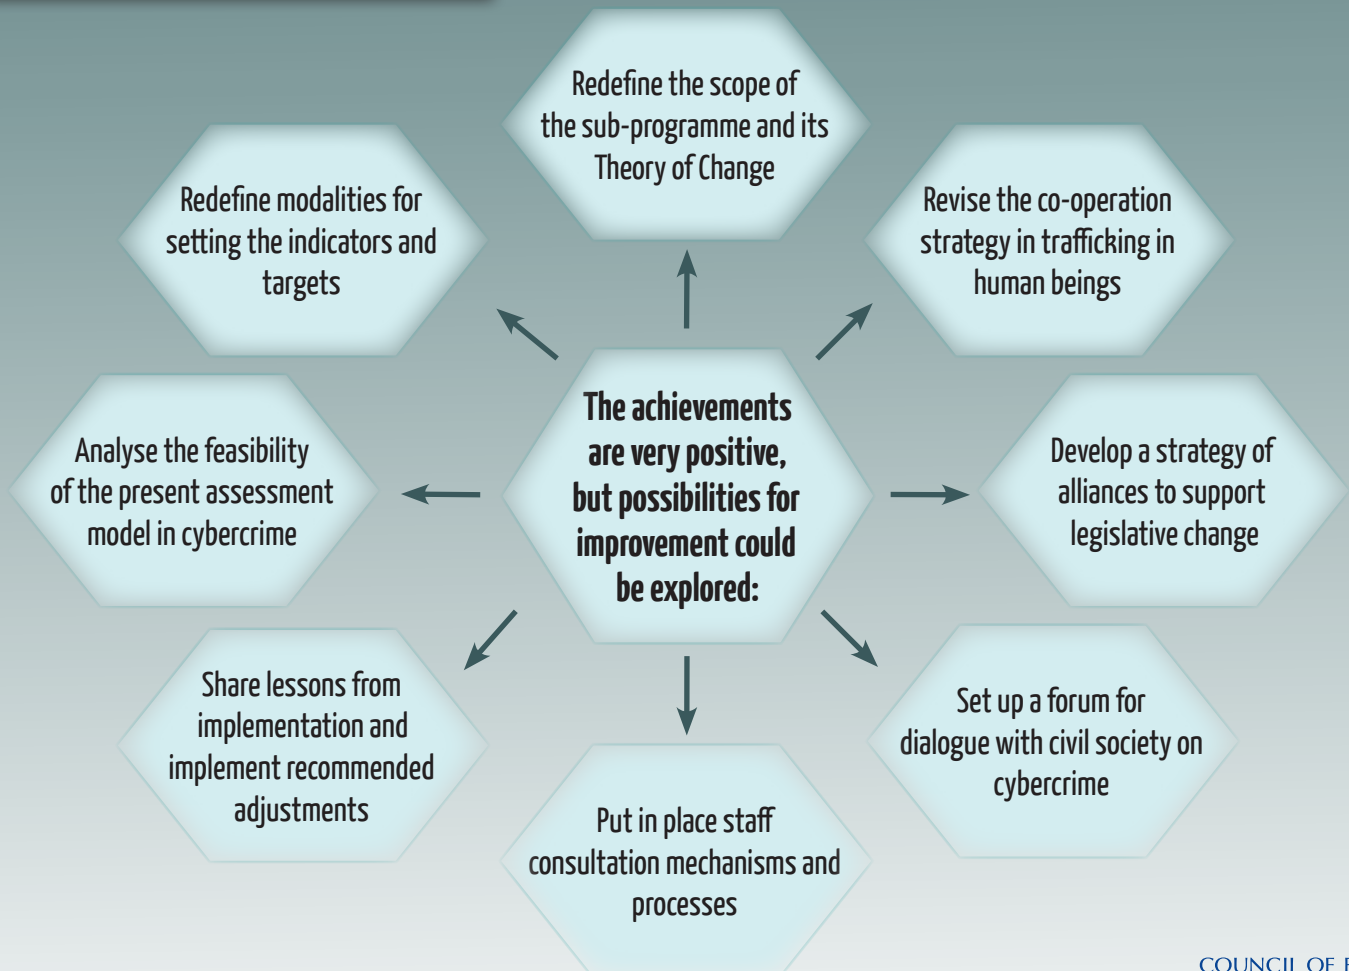 Redefine the scope of
the sub-programme and its
Theory of Change
Redefine modalities for
setting the indicators and
targets
Revise the co-operation
strategy in trafficking in
human beings
The achievements
are very positive,
but possibilities for
improvement could
be explored:
Analyse the feasibility
of the present assessment
model in cybercrime
Develop a strategy of
alliances to support
legislative change
Share lessons from
implementation and
implement recommended
adjustments
Set up a forum for
dialogue with civil society on
cybercrime
Put in place staff
consultation mechanisms and
processes
COUNCIL OF